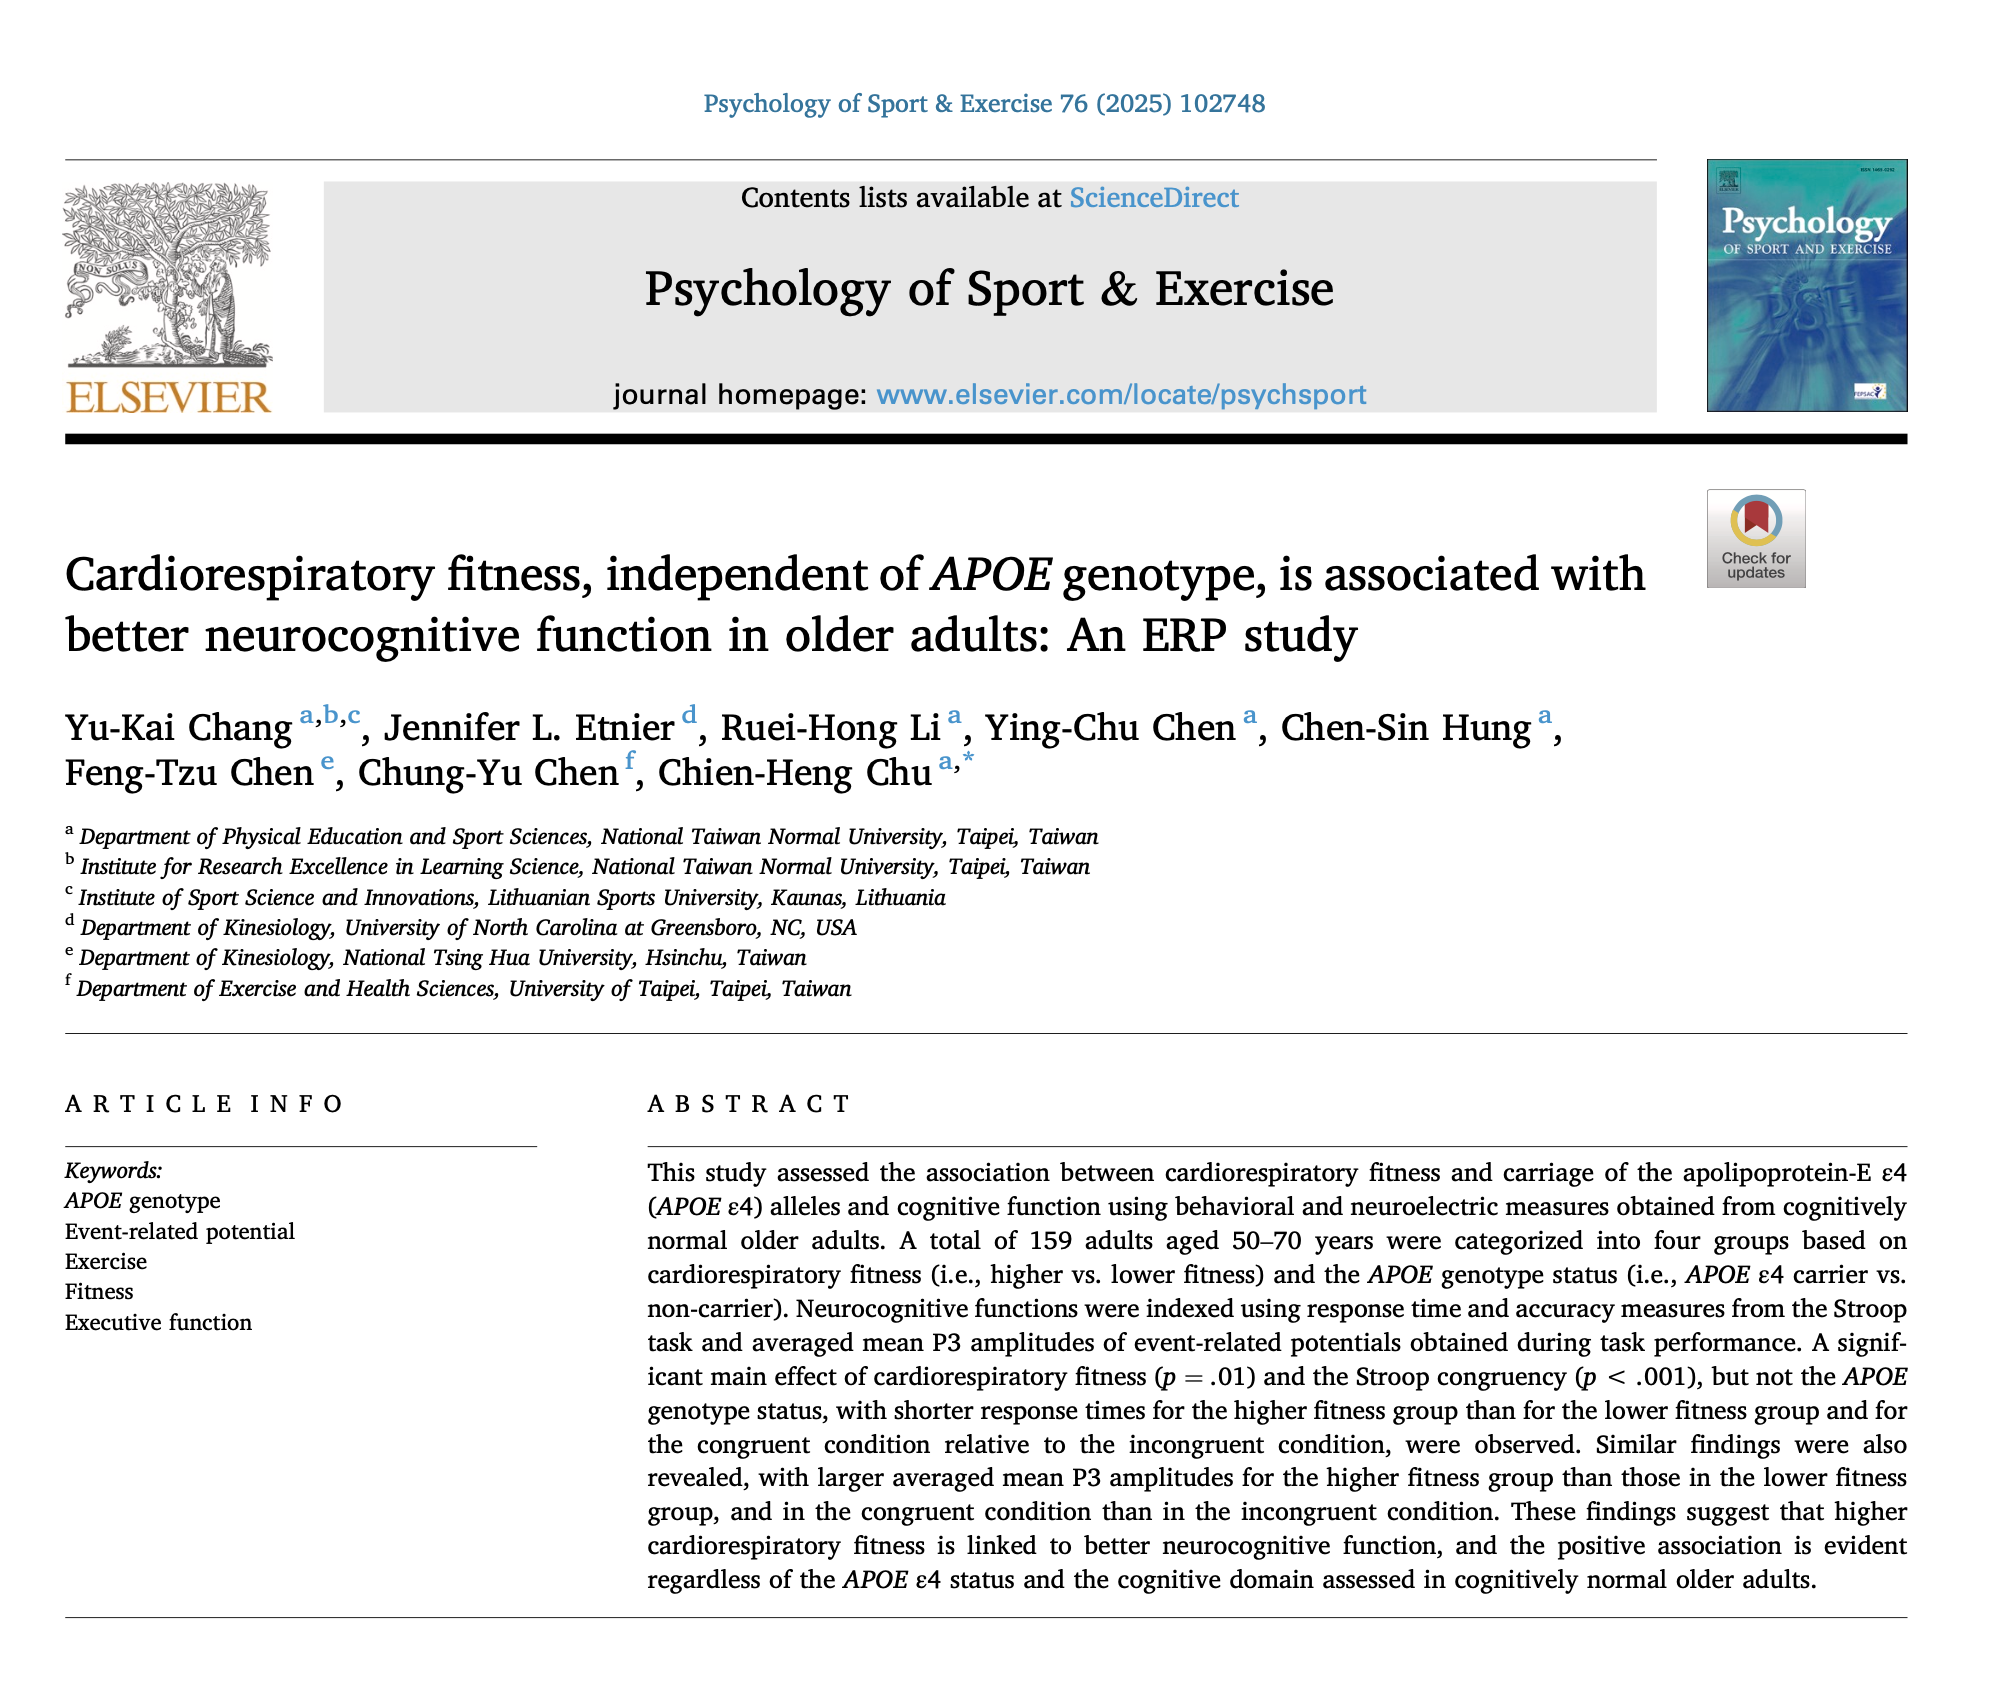 Psychology of Sport & Exercise 76 (2025) 102748
Contents lists available at ScienceDirect
Psychology of Sport & Exercise
journal homepage: www.elsevier.com/locate/psychsport
NON SOLUS
ELSEVIER
Psychology
OF SPORT AND EXERCISE
PSE
FEPSAC
Check for
updates
Cardiorespiratory fitness, independent of APOE genotype, is associated with
better neurocognitive function in older adults: An ERP study
Yu-Kai Chang a,b,c, Jennifer L. Etnier d, Ruei-Hong Li a, Ying-Chu Chen a, Chen-Sin Hung a,
Feng-Tzu Chen e, Chung-Yu Chen f, Chien-Heng Chu a,*
a Department of Physical Education and Sport Sciences, National Taiwan Normal University, Taipei, Taiwan
b Institute for Research Excellence in Learning Science, National Taiwan Normal University, Taipei, Taiwan
c Institute of Sport Science and Innovations, Lithuanian Sports University, Kaunas, Lithuania
d Department of Kinesiology, University of North Carolina at Greensboro, NC, USA
e Department of Kinesiology, National Tsing Hua University, Hsinchu, Taiwan
f Department of Exercise and Health Sciences, University of Taipei, Taipei, Taiwan
ARTICLE INFO
Keywords:
APOE genotype
Event-related potential
Exercise
Fitness
Executive function
ABSTRACT
This study assessed the association between cardiorespiratory fitness and carriage of the apolipoprotein-E ε4
(APOE ε4) alleles and cognitive function using behavioral and neuroelectric measures obtained from cognitively
normal older adults. A total of 159 adults aged 50–70 years were categorized into four groups based on
cardiorespiratory fitness (i.e., higher vs. lower fitness) and the APOE genotype status (i.e., APOE ε4 carrier vs.
non-carrier). Neurocognitive functions were indexed using response time and accuracy measures from the Stroop
task and averaged mean P3 amplitudes of event-related potentials obtained during task performance. A signif-
icant main effect of cardiorespiratory fitness (p = .01) and the Stroop congruency (p < .001), but not the APOE
genotype status, with shorter response times for the higher fitness group than for the lower fitness group and for
the congruent condition relative to the incongruent condition, were observed. Similar findings were also
revealed, with larger averaged mean P3 amplitudes for the higher fitness group than those in the lower fitness
group, and in the congruent condition than in the incongruent condition. These findings suggest that higher
cardiorespiratory fitness is linked to better neurocognitive function, and the positive association is evident
regardless of the APOE ε4 status and the cognitive domain assessed in cognitively normal older adults.